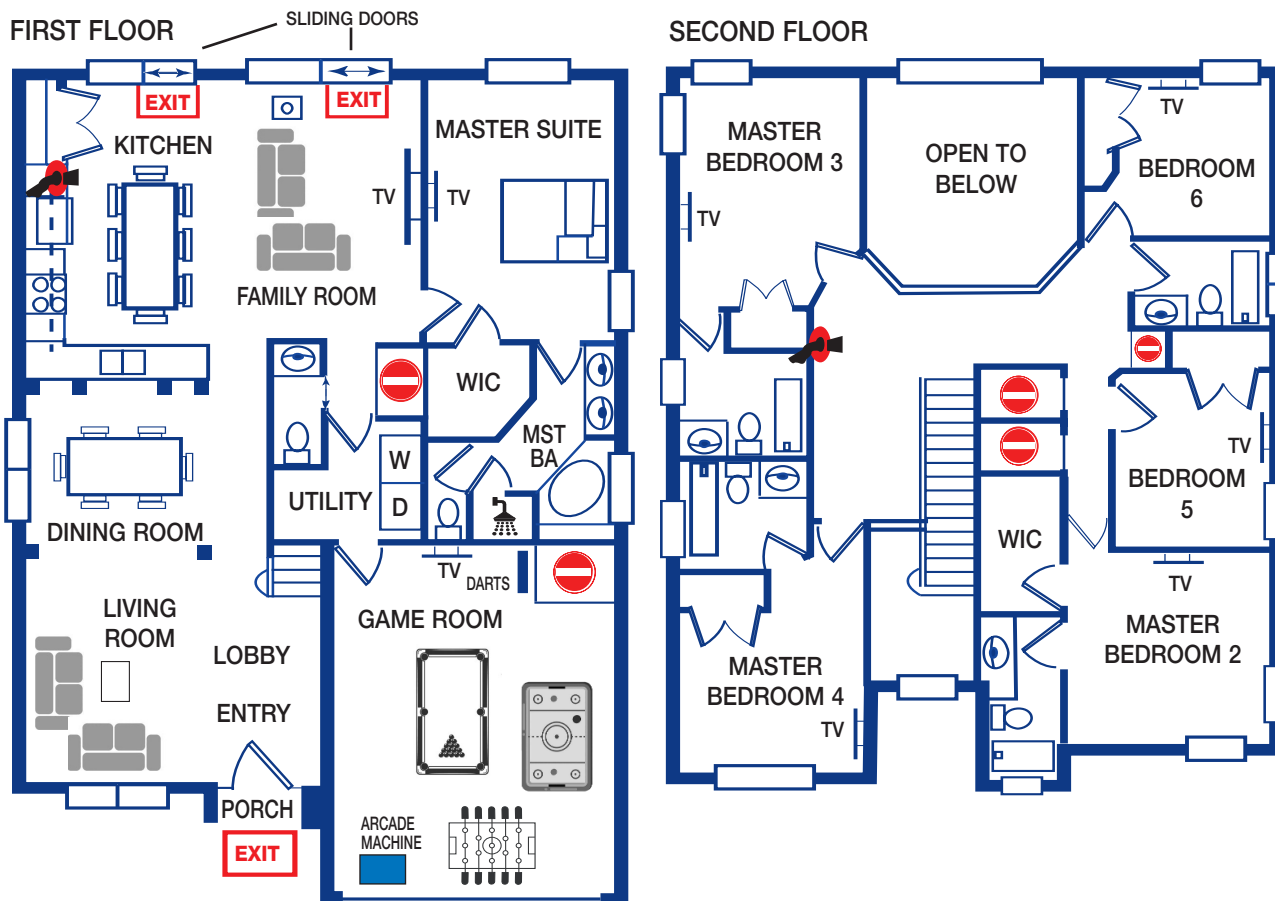 FIRST FLOOR
SLIDING DOORS
EXIT
EXIT
KITCHEN
MASTER SUITE
TV
TV
FAMILY ROOM
WIC
MST
BA
W
D
UTILITY
DINING ROOM
TV
DARTS
GAME ROOM
LIVING
ROOM
LOBBY
ENTRY
PORCH
EXIT
ARCADE
MACHINE
SECOND FLOOR
MASTER
BEDROOM 3
TV
OPEN TO
BELOW
TV
BEDROOM
6
TV
BEDROOM
5
WIC
TV
MASTER
BEDROOM 2
MASTER
BEDROOM 4
TV